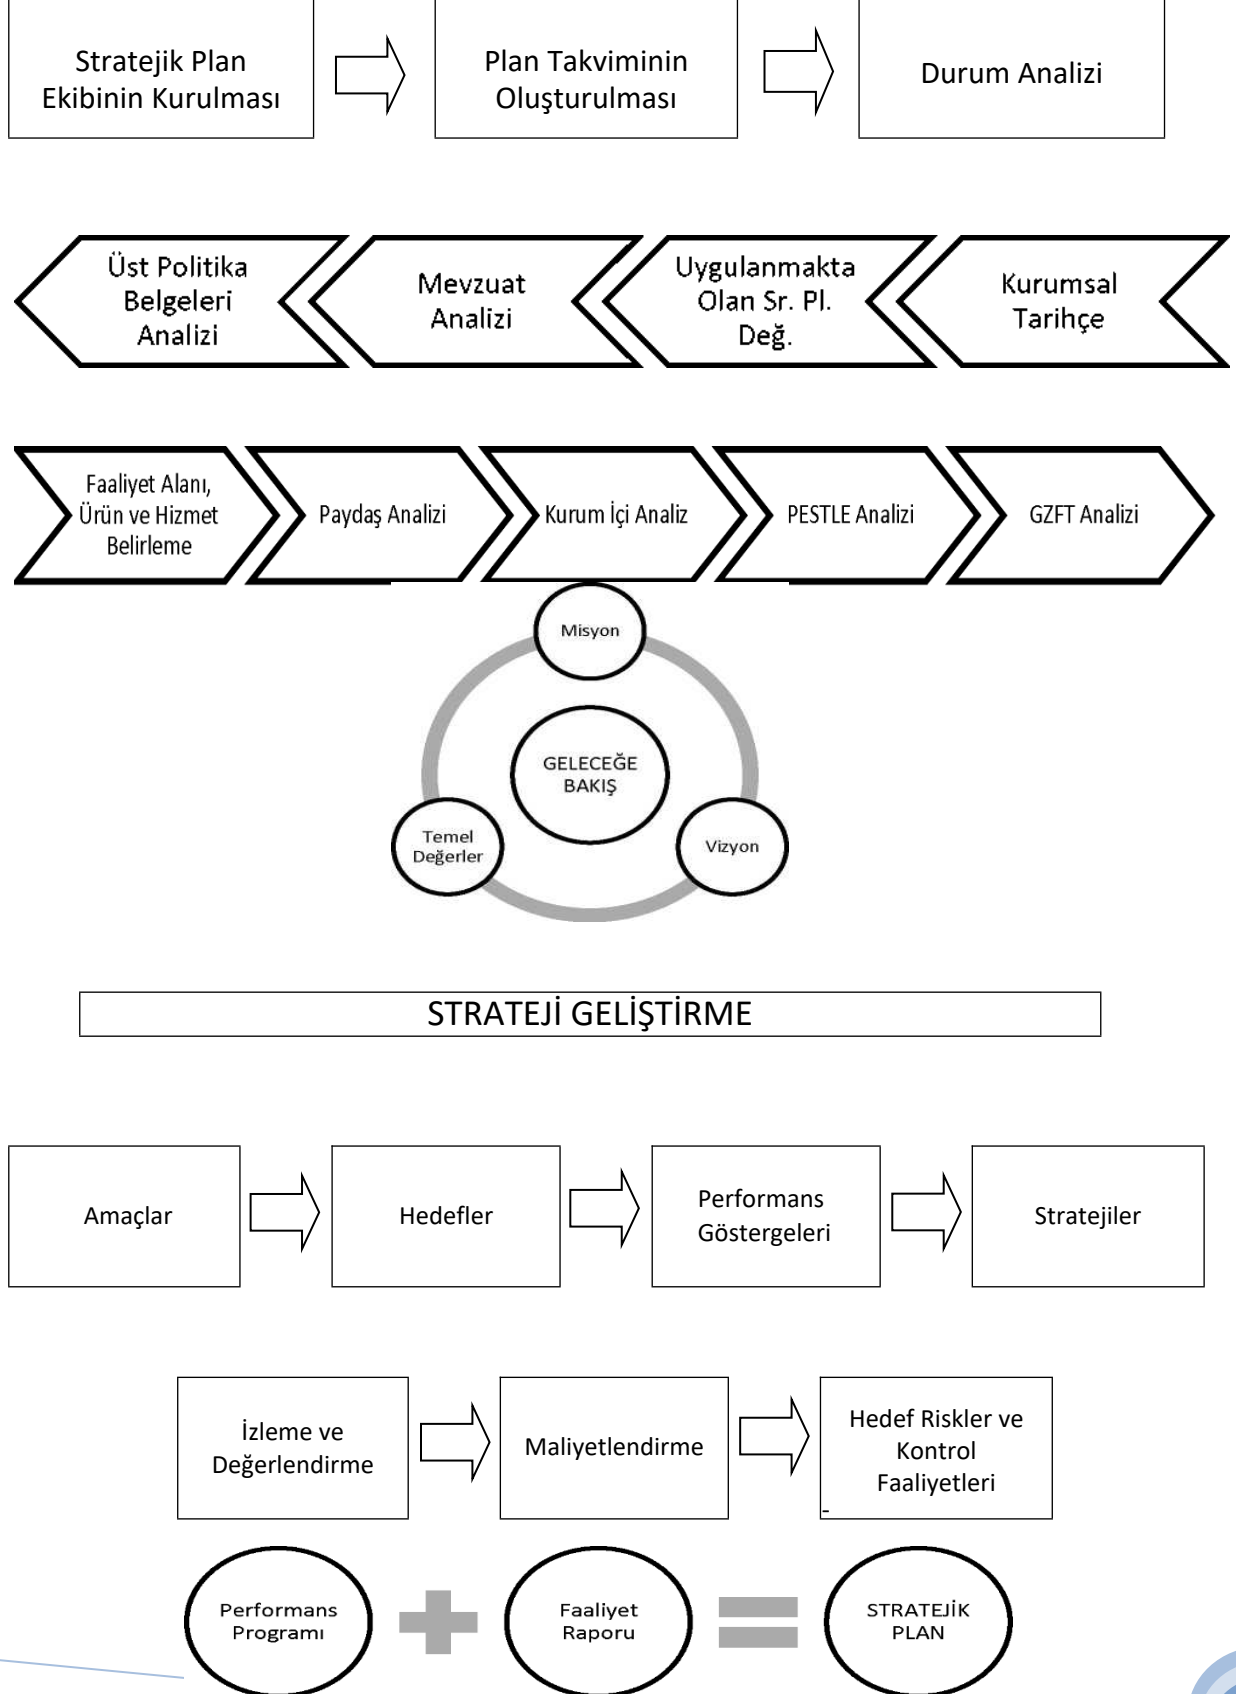 Stratejik Plan
Ekibinin Kurulması
Plan Takviminin
Oluşturulması
Durum Analizi
Üst Politika
Belgeleri
Analizi
Mevzuat
Analizi
Uygulanmakta
Olan Sr. Pl.
Değ.
Kurumsal
Tarihçe
Faaliyet Alanı,
Ürün ve Hizmet
Belirleme
Paydaş Analizi
Kurum İçi Analiz
PESTLE Analizi
GZFT Analizi
Misyon
GELECEĞE
BAKIŞ
Temel
Değerler
Vizyon
STRATEJİ GELİŞTİRME
Amaçlar
Hedefler
Performans
Göstergeleri
Stratejiler
İzleme ve
Değerlendirme
Maliyetlendirme
Hedef Riskler ve
Kontrol
Faaliyetleri
-
Performans
Programı
Faaliyet
Raporu
STRATEJİK
PLAN